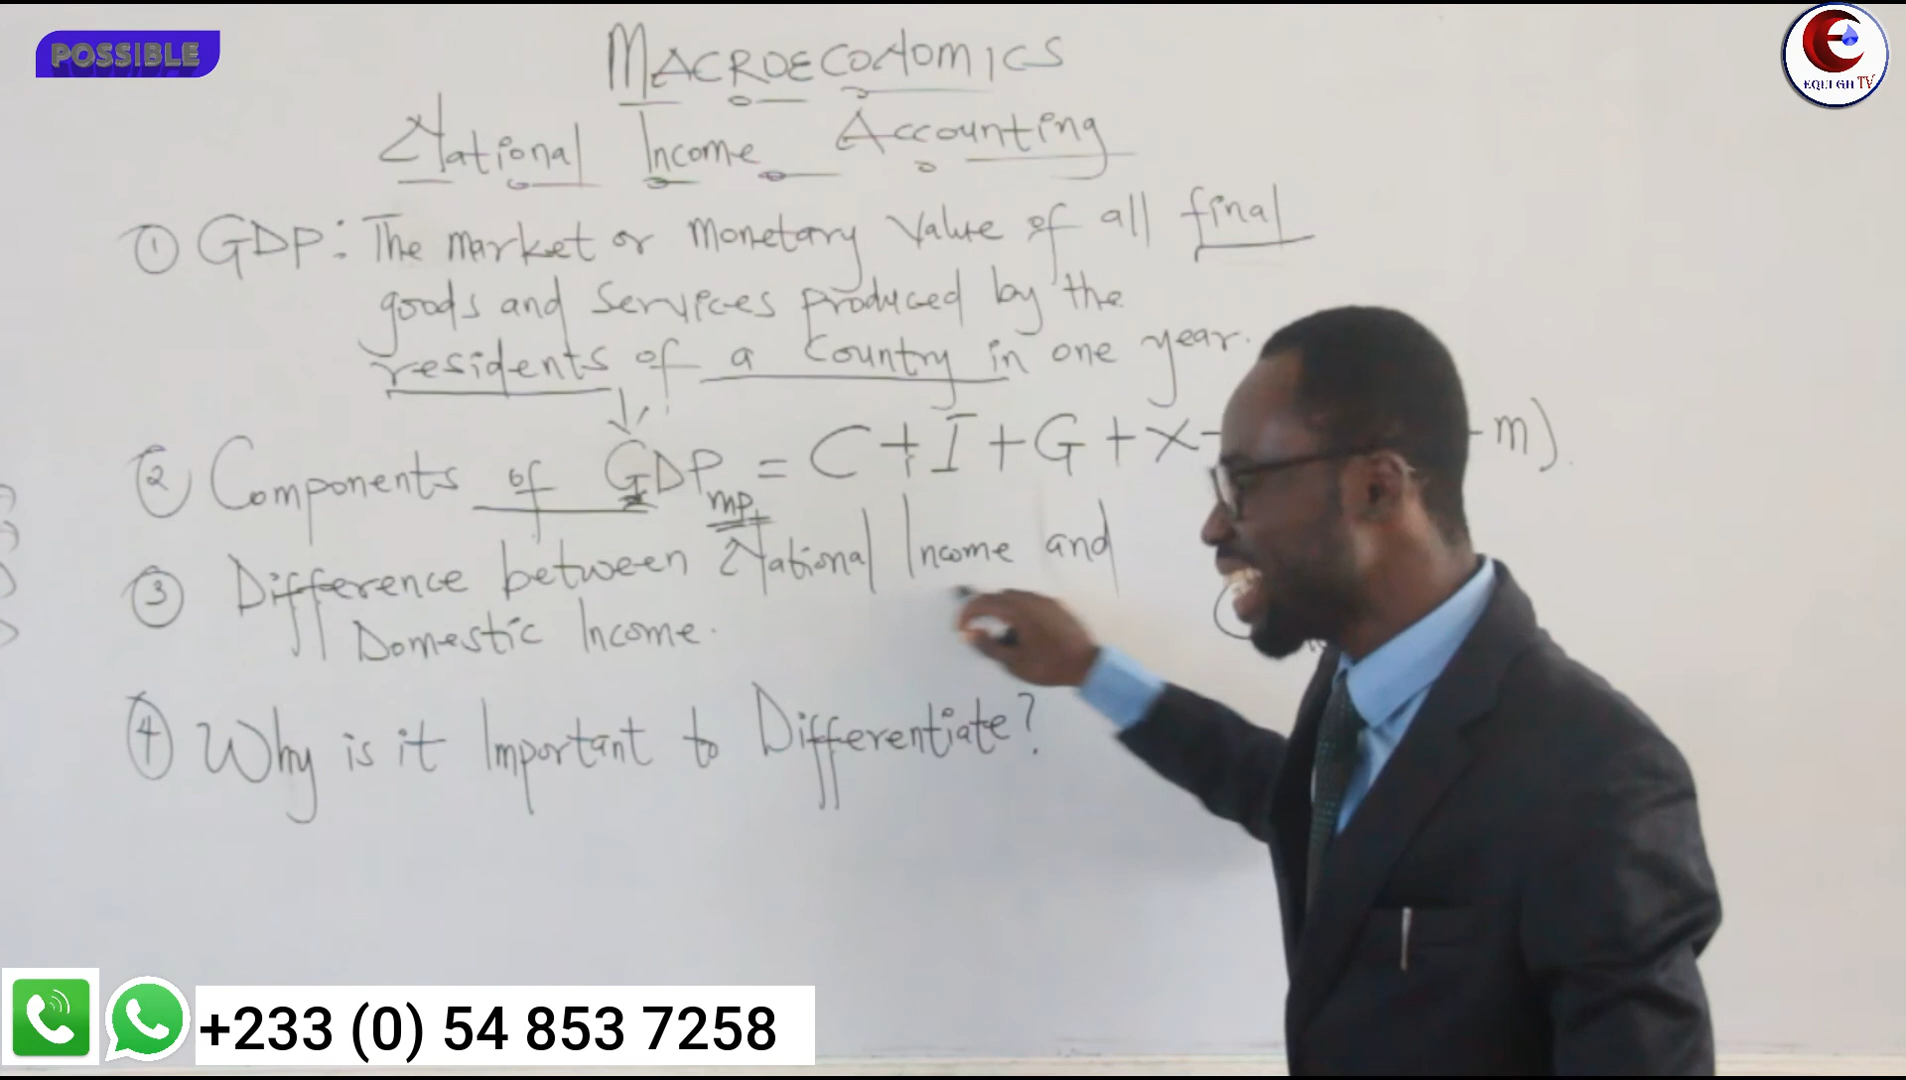 POSSIBLE
EQUI GH TV
MACROECONOMICS
National Income Accounting
① GDP: The market or monetary value of all final
goods and services produced by the
residents of a country in one year.
② Components of GDPmp = C + I + G + X - m).
③ Difference between National Income and
Domestic Income.
④ Why is it Important to Differentiate?
+233 (0) 54 853 7258